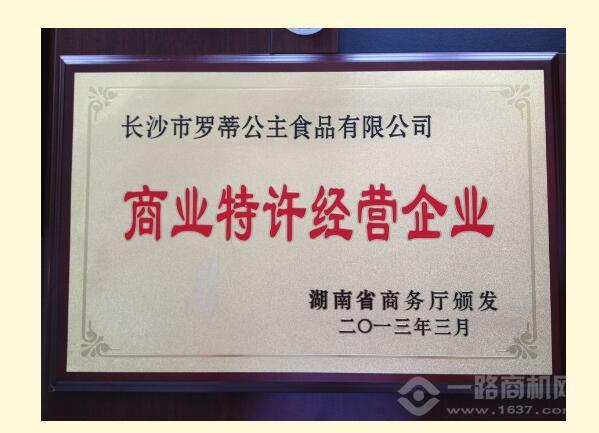 长沙市罗蒂公主食品有限公司
商业特许经营企业
湖南省商务厅颁发
二〇一三年三月
一路商机网
www.1637.com